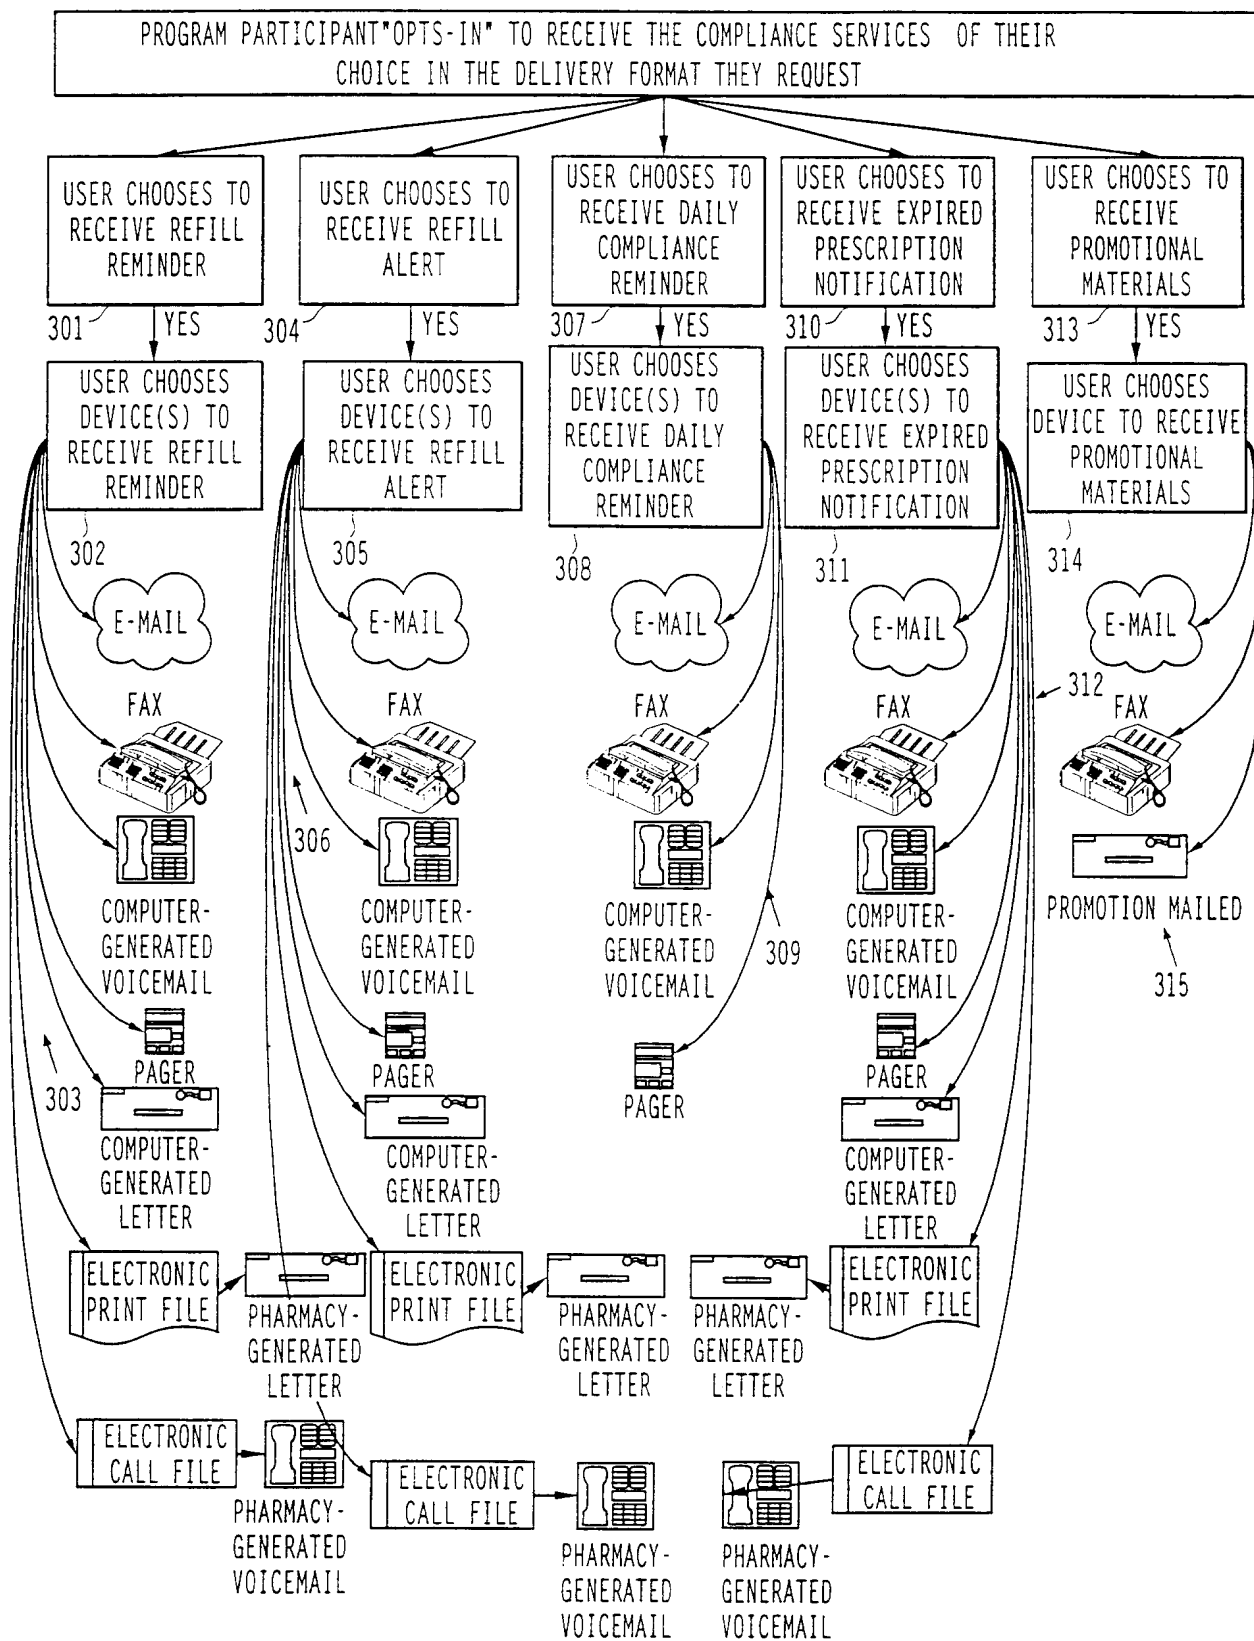 PROGRAM PARTICIPANT"OPTS-IN" TO RECEIVE THE COMPLIANCE SERVICES OF THEIR
CHOICE IN THE DELIVERY FORMAT THEY REQUEST
USER CHOOSES TO
RECEIVE REFILL
REMINDER
301
YES
USER CHOOSES TO
RECEIVE REFILL
ALERT
304
YES
USER CHOOSES TO
RECEIVE DAILY
COMPLIANCE
REMINDER
307
YES
USER CHOOSES TO
RECEIVE EXPIRED
PRESCRIPTION
NOTIFICATION
310
YES
USER CHOOSES TO
RECEIVE
PROMOTIONAL
MATERIALS
313
YES
USER CHOOSES
DEVICE(S) TO
RECEIVE REFILL
REMINDER
302
USER CHOOSES
DEVICE(S) TO
RECEIVE REFILL
ALERT
305
USER CHOOSES
DEVICE(S) TO
RECEIVE DAILY
COMPLIANCE
REMINDER
308
USER CHOOSES
DEVICE(S) TO
RECEIVE EXPIRED
PRESCRIPTION
NOTIFICATION
311
USER CHOOSES
DEVICE TO RECEIVE
PROMOTIONAL
MATERIALS
314
E-MAIL
E-MAIL
E-MAIL
E-MAIL
E-MAIL
312
FAX
FAX
FAX
FAX
FAX
306
COMPUTER-
GENERATED
VOICEMAIL
COMPUTER-
GENERATED
VOICEMAIL
COMPUTER-
GENERATED
VOICEMAIL
309
COMPUTER-
GENERATED
VOICEMAIL
PROMOTION MAILED
315
303
PAGER
PAGER
PAGER
PAGER
COMPUTER-
GENERATED
LETTER
COMPUTER-
GENERATED
LETTER
COMPUTER-
GENERATED
LETTER
ELECTRONIC
PRINT FILE
PHARMACY-
GENERATED
LETTER
ELECTRONIC
PRINT FILE
PHARMACY-
GENERATED
LETTER
PHARMACY-
GENERATED
LETTER
ELECTRONIC
PRINT FILE
ELECTRONIC
CALL FILE
PHARMACY-
GENERATED
VOICEMAIL
ELECTRONIC
CALL FILE
PHARMACY-
GENERATED
VOICEMAIL
PHARMACY-
GENERATED
VOICEMAIL
ELECTRONIC
CALL FILE